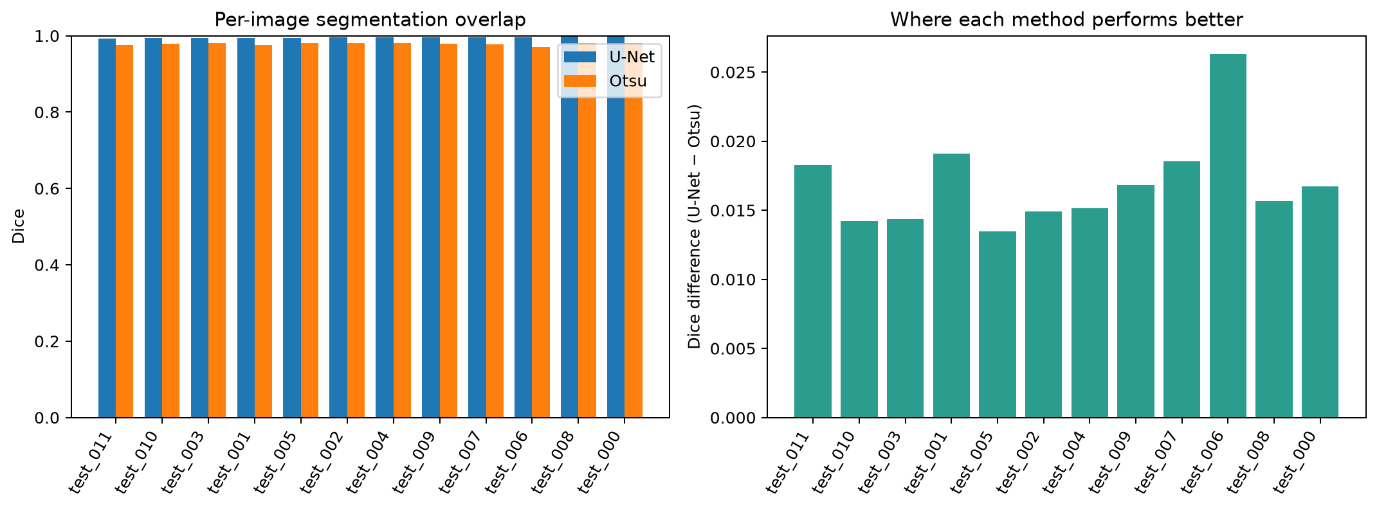 Per-image segmentation overlap
Dice
1.0
0.8
0.6
0.4
0.2
0.0
U-Net
Otsu
test_011
test_010
test_003
test_001
test_005
test_002
test_004
test_009
test_007
test_006
test_008
test_000
Where each method performs better
Dice difference (U-Net − Otsu)
0.025
0.020
0.015
0.010
0.005
0.000
test_011
test_010
test_003
test_001
test_005
test_002
test_004
test_009
test_007
test_006
test_008
test_000